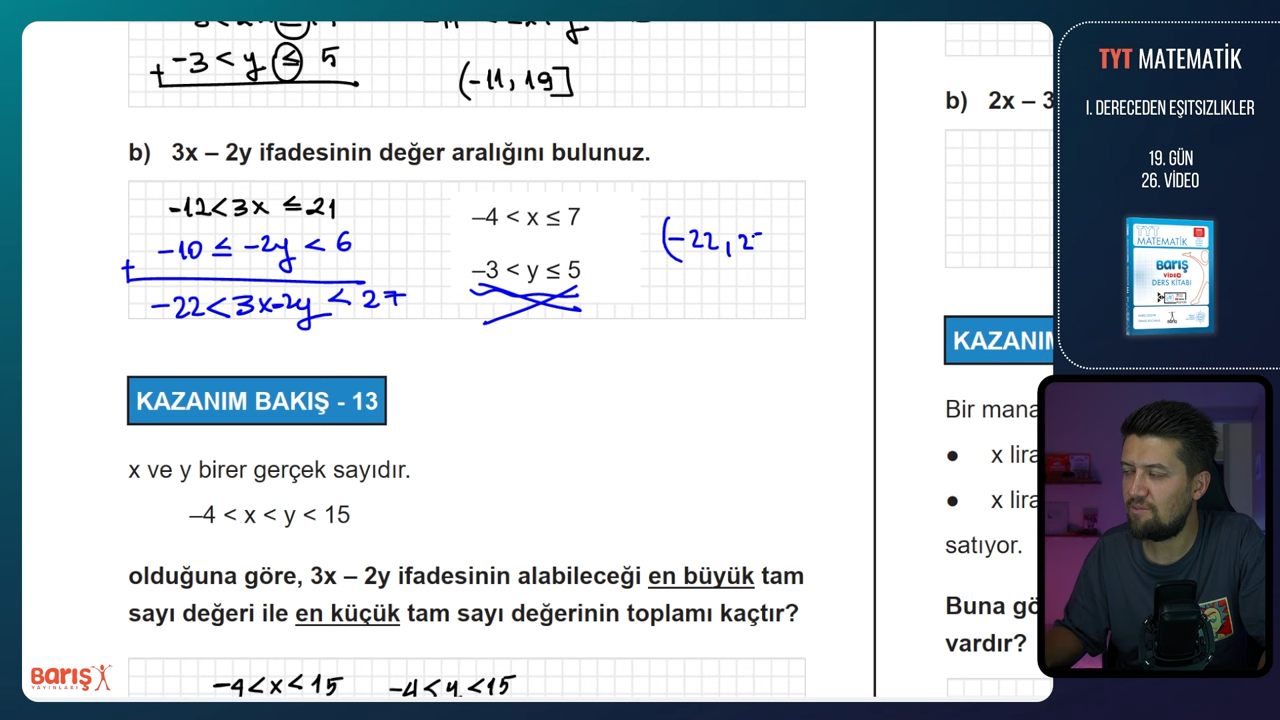 -3 < y ≤ 5
+
(-11, 19]
b) 3x – 2y ifadesinin değer aralığını bulunuz.
-12<3x ≤21
-10 ≤ -2y < 6
+
-22<3x-2y < 27
–4 < x ≤ 7
–3 < y ≤ 5
(-22, 2
KAZANIM BAKIŞ - 13
x ve y birer gerçek sayıdır.
–4 < x < y < 15
olduğuna göre, 3x – 2y ifadesinin alabileceği en büyük tam
sayı değeri ile en küçük tam sayı değerinin toplamı kaçtır?
-4<x<15 -4<y<15
BARIŞ
YAYINLARI
b) 2x – 3
KAZANIM
Bir mana
● x lira
● x lira
satıyor.
Buna gö
vardır?
TYT MATEMATİK
I. DERECEDEN EŞİTSİZLIKLER
19. GÜN
26. VİDEO
TYT
MATEMATİK
BARIŞ
VİDEO
DERS KİTABI